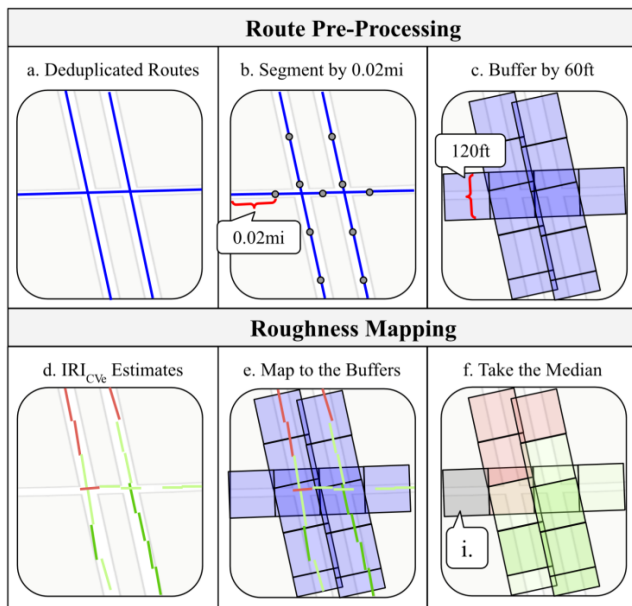 Route Pre-Processing
a. Deduplicated Routes
b. Segment by 0.02mi
c. Buffer by 60ft
120ft
0.02mi
Roughness Mapping
d. IRI_CVe Estimates
e. Map to the Buffers
f. Take the Median
i.